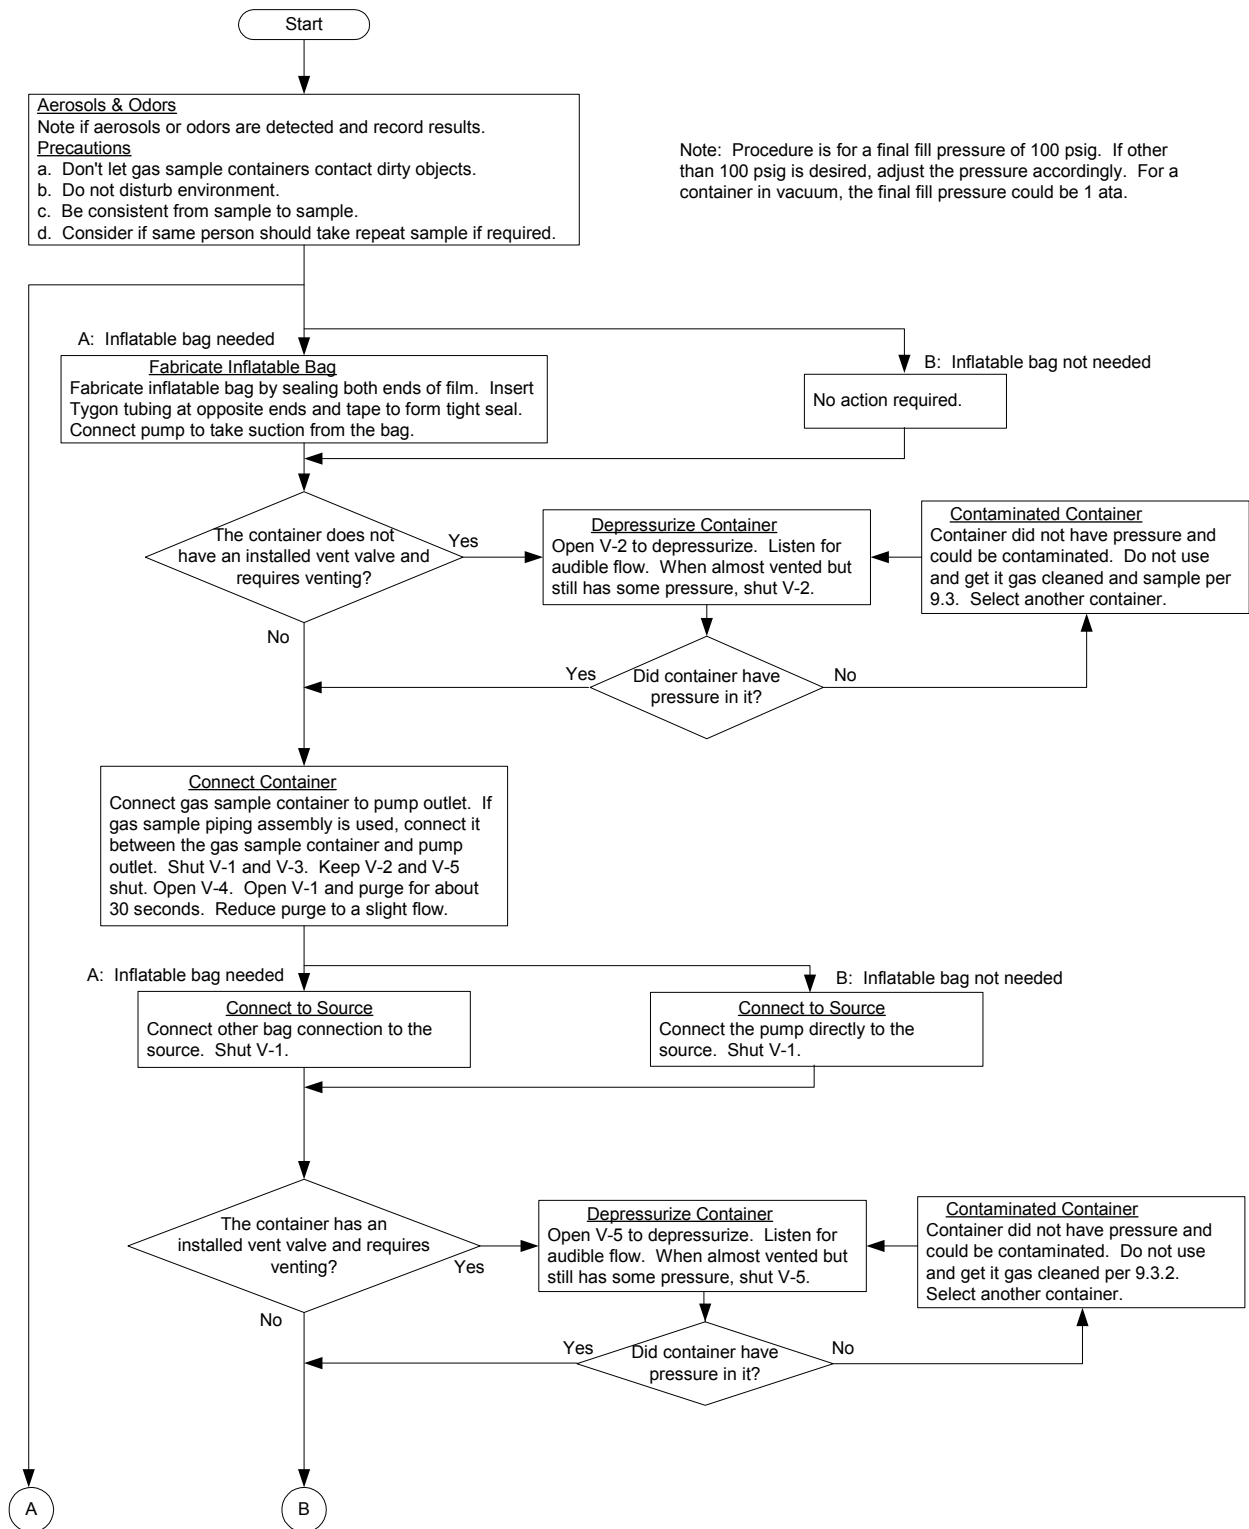 Start
Aerosols & Odors
Note if aerosols or odors are detected and record results.
Precautions
a. Don't let gas sample containers contact dirty objects.
b. Do not disturb environment.
c. Be consistent from sample to sample.
d. Consider if same person should take repeat sample if required.
Note: Procedure is for a final fill pressure of 100 psig. If other
than 100 psig is desired, adjust the pressure accordingly. For a
container in vacuum, the final fill pressure could be 1 ata.
A: Inflatable bag needed
Fabricate Inflatable Bag
Fabricate inflatable bag by sealing both ends of film. Insert
Tygon tubing at opposite ends and tape to form tight seal.
Connect pump to take suction from the bag.
B: Inflatable bag not needed
No action required.
The container does not
have an installed vent valve and
requires venting?
Yes
No
Depressurize Container
Open V-2 to depressurize. Listen for
audible flow. When almost vented but
still has some pressure, shut V-2.
Contaminated Container
Container did not have pressure and
could be contaminated. Do not use
and get it gas cleaned and sample per
9.3. Select another container.
Did container have
pressure in it?
Yes
No
Connect Container
Connect gas sample container to pump outlet. If
gas sample piping assembly is used, connect it
between the gas sample container and pump
outlet. Shut V-1 and V-3. Keep V-2 and V-5
shut. Open V-4. Open V-1 and purge for about
30 seconds. Reduce purge to a slight flow.
A: Inflatable bag needed
Connect to Source
Connect other bag connection to the
source. Shut V-1.
B: Inflatable bag not needed
Connect to Source
Connect the pump directly to the
source. Shut V-1.
The container has an
installed vent valve and requires
venting?
Yes
No
Depressurize Container
Open V-5 to depressurize. Listen for
audible flow. When almost vented but
still has some pressure, shut V-5.
Contaminated Container
Container did not have pressure and
could be contaminated. Do not use
and get it gas cleaned per 9.3.2.
Select another container.
Did container have
pressure in it?
Yes
No
A
B